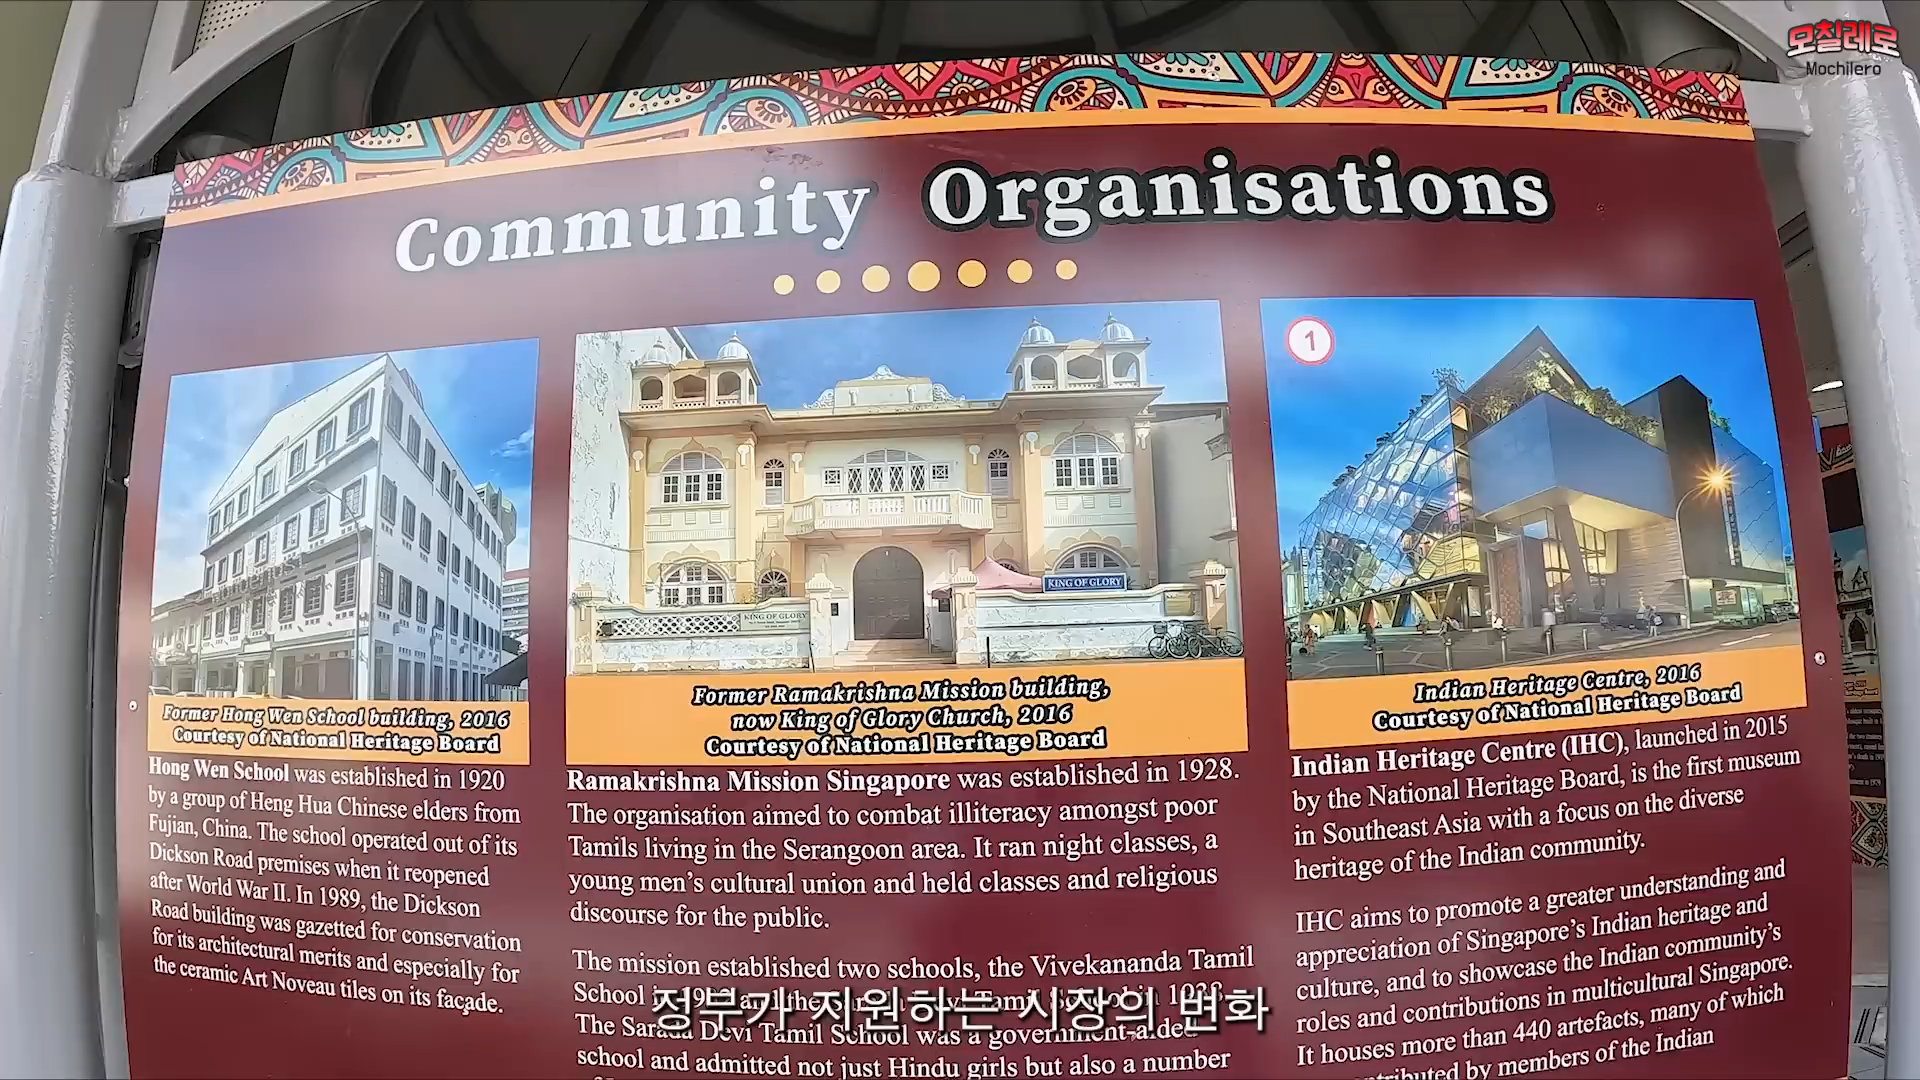 모칠레로
Mochilero
Community Organisations
1
KING OF GLORY
KING OF GLORY
Former Hong Wen School building, 2016
Courtesy of National Heritage Board
Hong Wen School was established in 1920
by a group of Heng Hua Chinese elders from
Fujian, China. The school operated out of its
Dickson Road premises when it reopened
after World War II. In 1989, the Dickson
Road building was gazetted for conservation
for its architectural merits and especially for
the ceramic Art Noveau tiles on its façade.
Former Ramakrishna Mission building,
now King of Glory Church, 2016
Courtesy of National Heritage Board
Ramakrishna Mission Singapore was established in 1928.
The organisation aimed to combat illiteracy amongst poor
Tamils living in the Serangoon area. It ran night classes, a
young men's cultural union and held classes and religious
discourse for the public.
The mission established two schools, the Vivekananda Tamil
School
The Sarada Devi Tamil School was a government-aided
school and admitted not just Hindu girls but also a number
Indian Heritage Centre, 2016
Courtesy of National Heritage Board
Indian Heritage Centre (IHC), launched in 2015
by the National Heritage Board, is the first museum
in Southeast Asia with a focus on the diverse
heritage of the Indian community.
IHC aims to promote a greater understanding and
appreciation of Singapore's Indian heritage and
culture, and to showcase the Indian community's
roles and contributions in multicultural Singapore.
It houses more than 440 artefacts, many of which
by members of the Indian
정부가 지원하는 시장의 변화